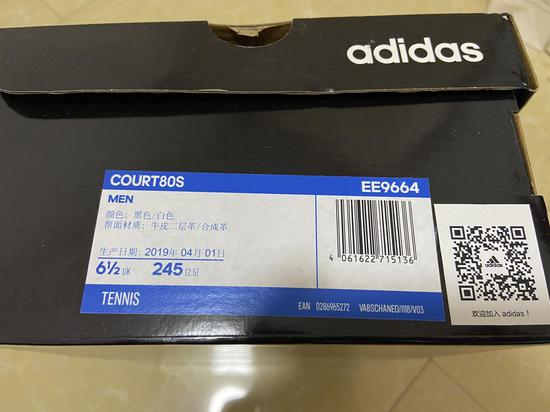 adidas
COURT80S EE9664
MEN
颜色：黑色/白色
帮面材质：牛皮二层革/合成革
生产日期：2019年 04月 01日
6½ UK 245 (2.5)
4 061622 715136
TENNIS
EAN 0286965272 VABSCHANED/1118/V03
adidas
欢迎加入 adidas！